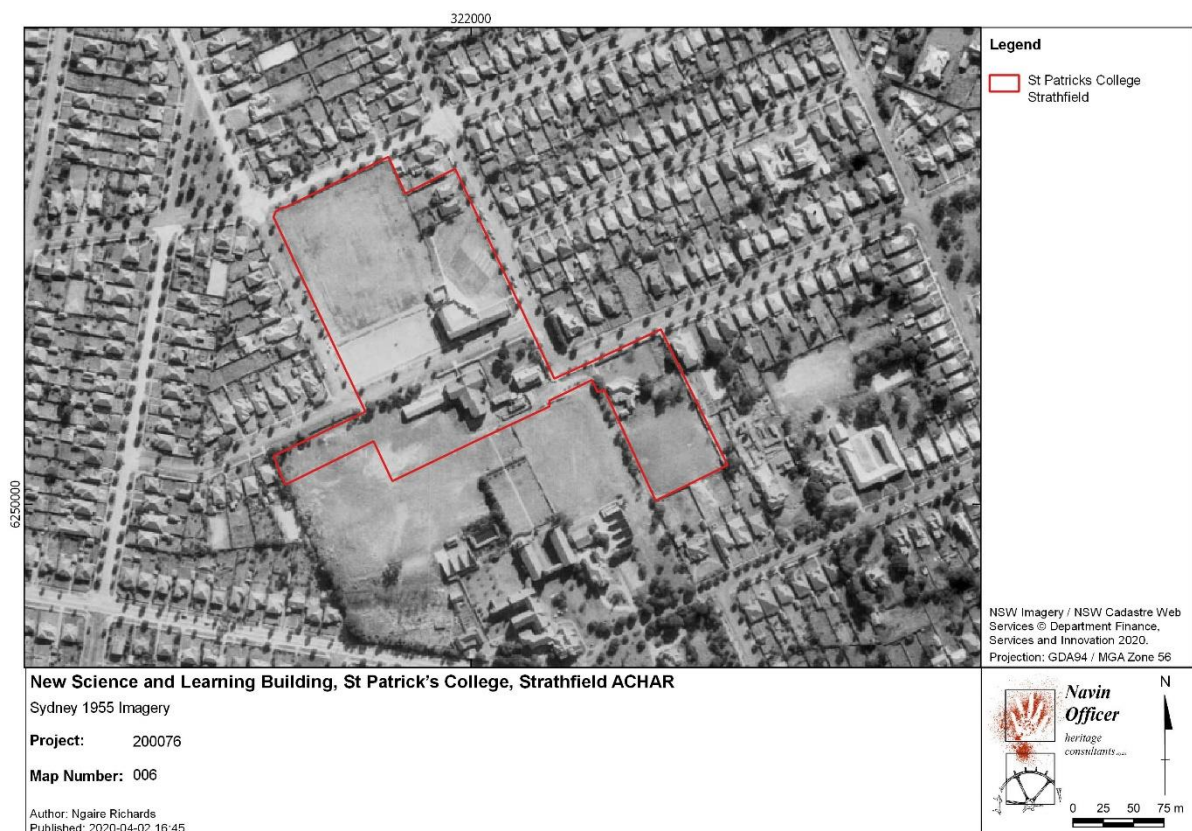 322000
6250000
Legend
St Patricks College
Strathfield
NSW Imagery / NSW Cadastre Web
Services © Department Finance,
Services and Innovation 2020.
Projection: GDA94 / MGA Zone 56
New Science and Learning Building, St Patrick's College, Strathfield ACHAR
Sydney 1955 Imagery
Project: 200076
Map Number: 006
Author: Ngaire Richards
Published: 2020-04-02 16:45
Navin
Officer
heritage
consultants
N
0 25 50 75 m